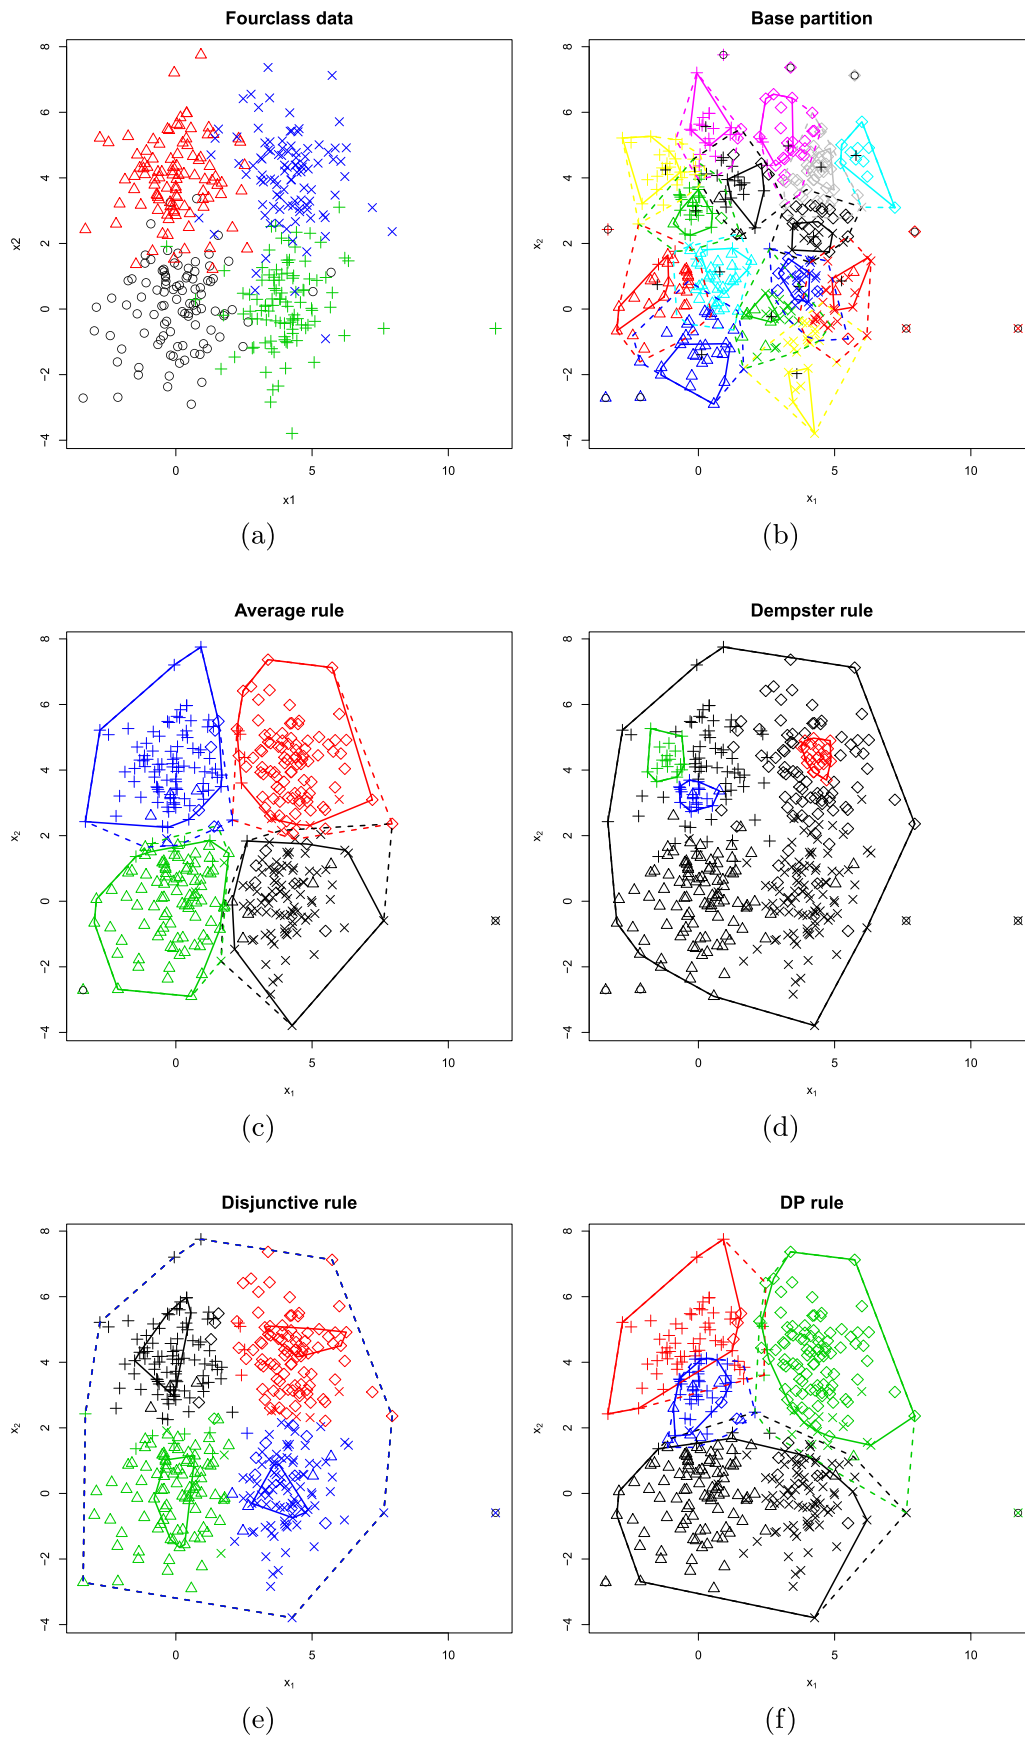 Fourclass data
Base partition
8
6
4
2
0
−2
−4
x2
0
5
10
x1
(a)
8
6
4
2
0
−2
−4
x₂
0
5
10
x₁
(b)
Average rule
Dempster rule
8
6
4
2
0
−2
−4
x₂
0
5
10
x₁
(c)
8
6
4
2
0
−2
−4
x₂
0
5
10
x₁
(d)
Disjunctive rule
DP rule
8
6
4
2
0
−2
−4
x₂
0
5
10
x₁
(e)
8
6
4
2
0
−2
−4
x₂
0
5
10
x₁
(f)